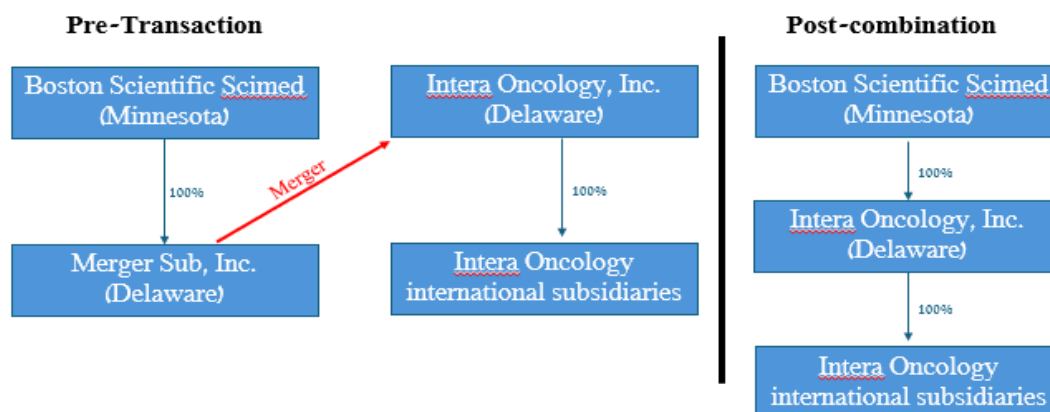 Pre-Transaction
Boston Scientific Scimed
(Minnesota)
100%
Merger Sub, Inc.
(Delaware)
Merger
Intera Oncology, Inc.
(Delaware)
100%
Intera Oncology
international subsidiaries
Post-combination
Boston Scientific Scimed
(Minnesota)
100%
Intera Oncology, Inc.
(Delaware)
100%
Intera Oncology
international subsidiaries